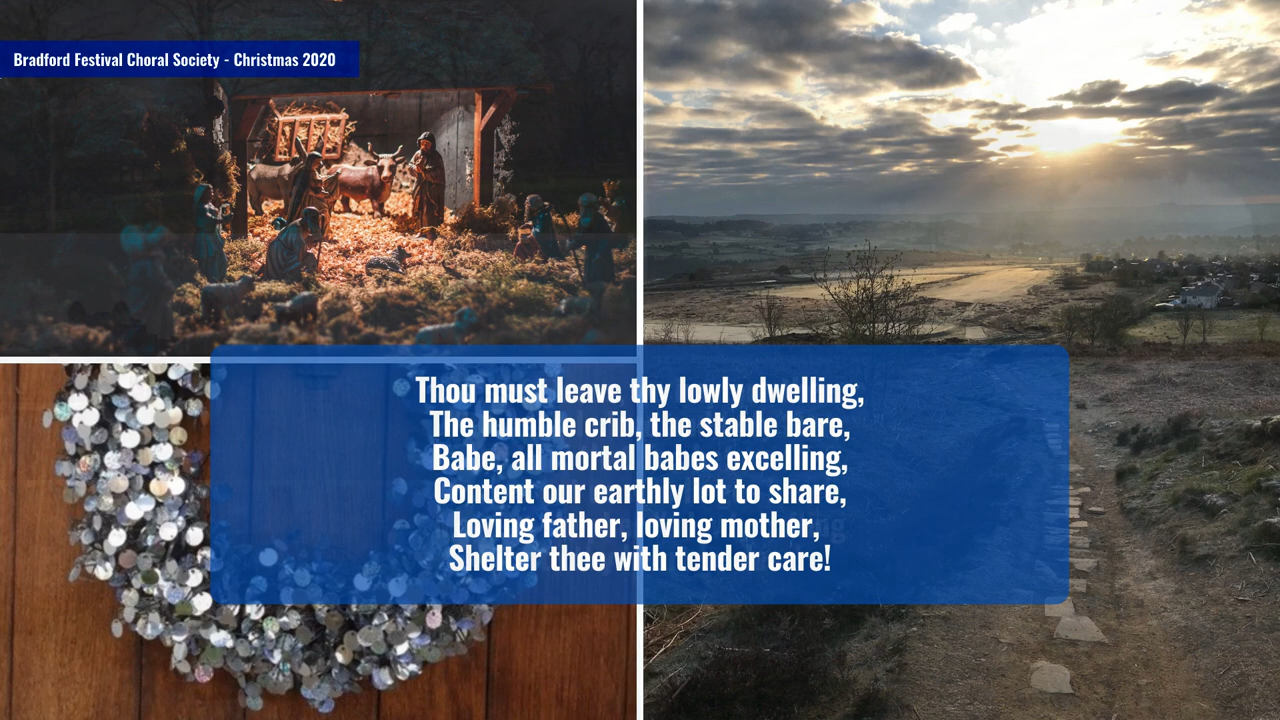 Bradford Festival Choral Society - Christmas 2020
Thou must leave thy lowly dwelling,
The humble crib, the stable bare,
Babe, all mortal babes excelling,
Content our earthly lot to share,
Loving father, loving mother,
Shelter thee with tender care!